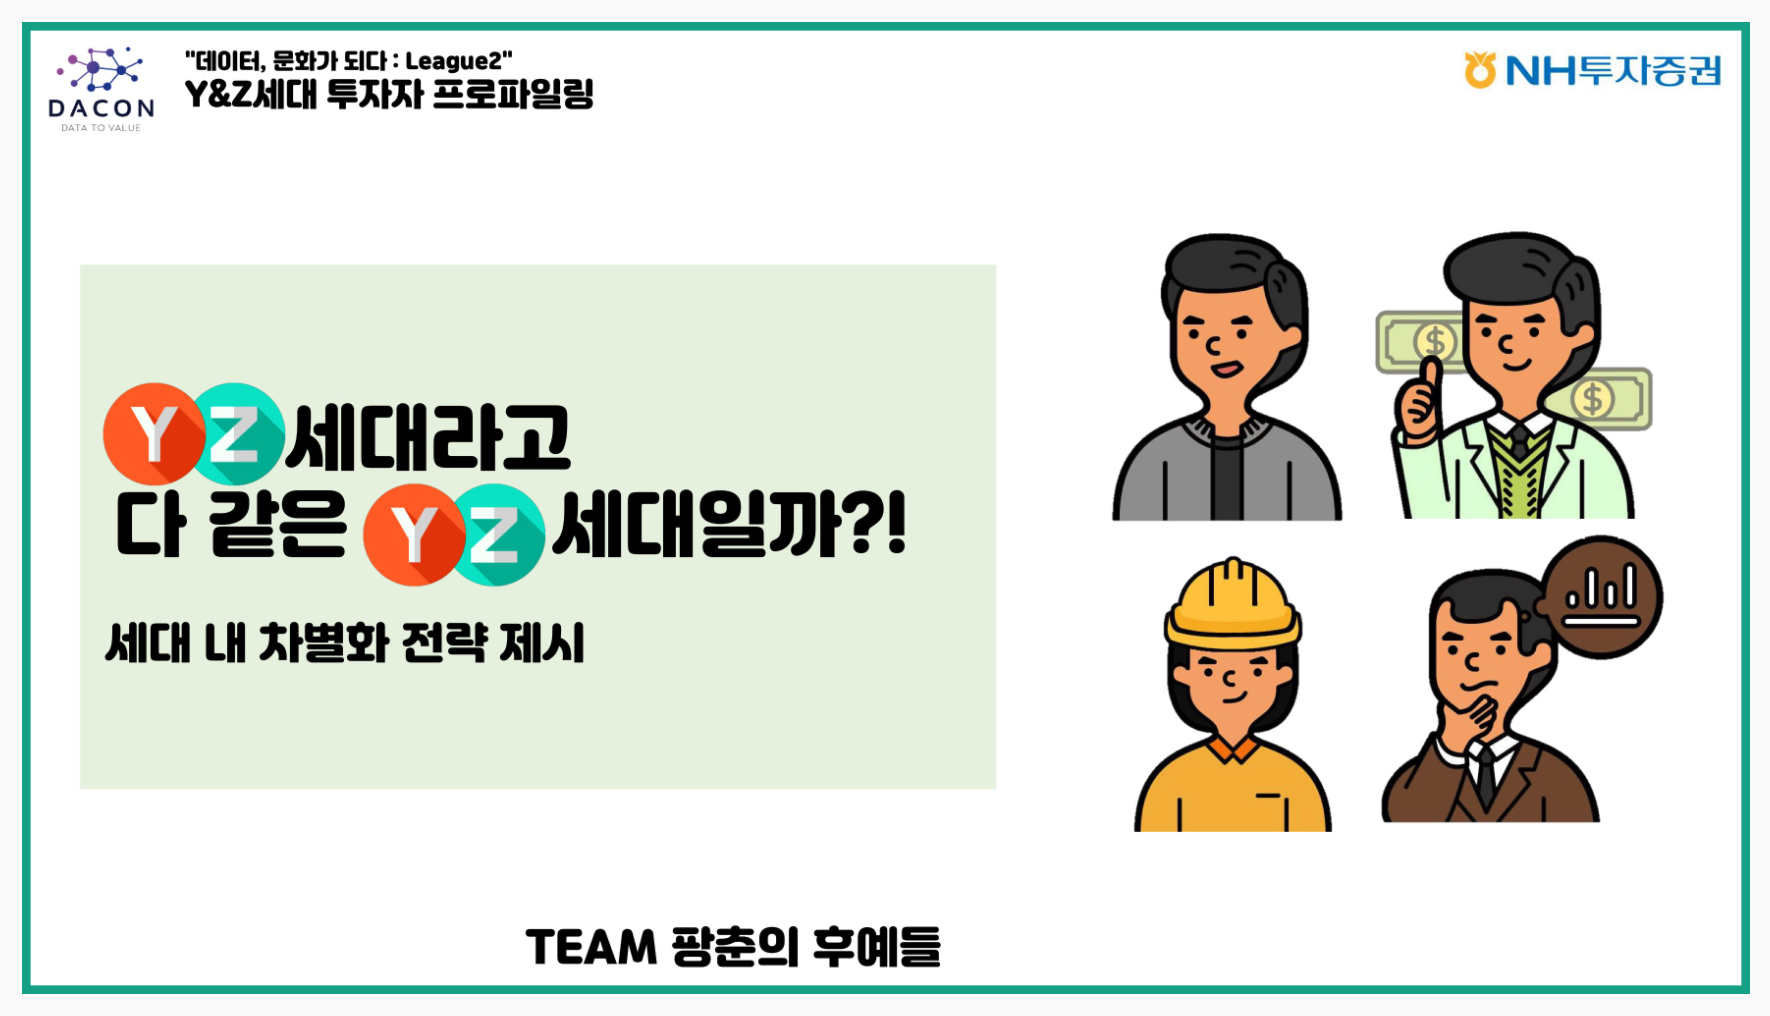 DACON
DATA TO VALUE
"데이터, 문화가 되다 : League2"
Y&Z세대 투자자 프로파일링
NH투자증권
YZ세대라고
다 같은 YZ세대일까?!
세대 내 차별화 전략 제시
$
$
TEAM 팡춘의 후예들